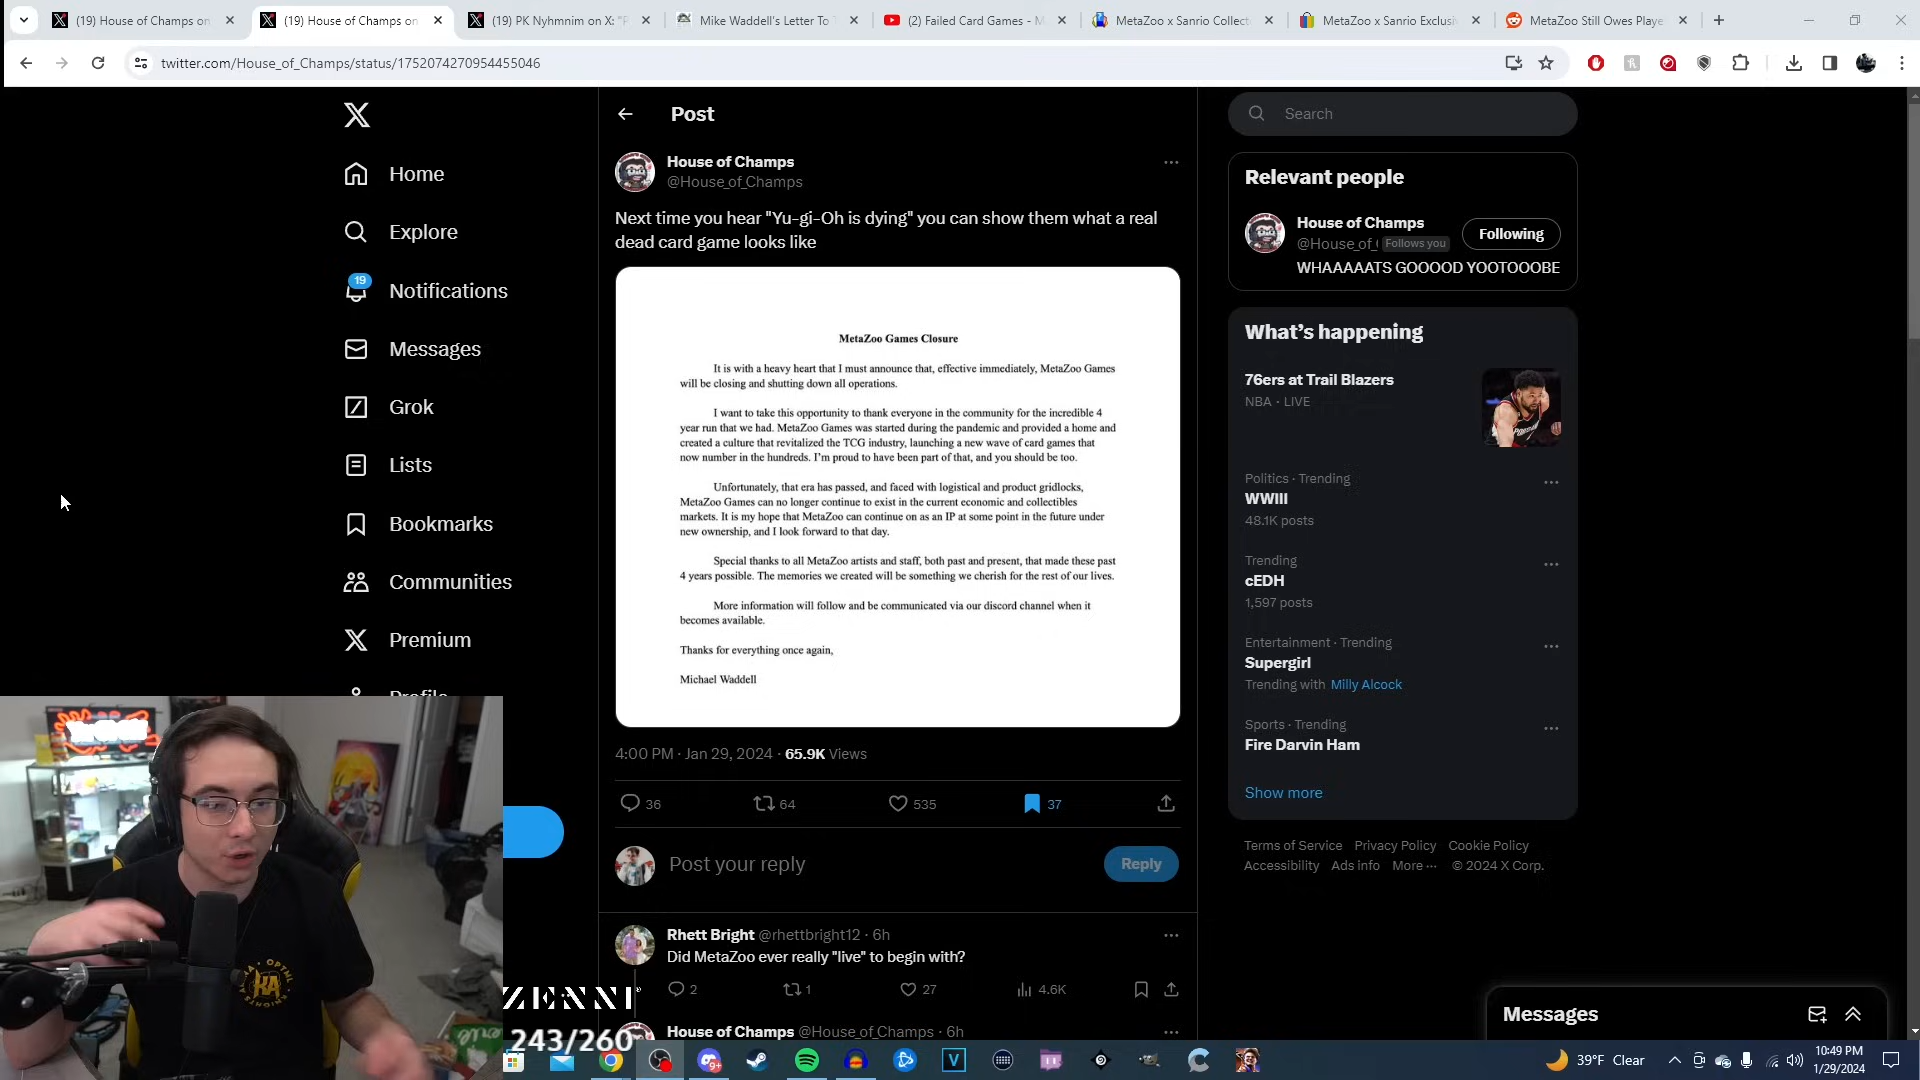 (19) House of Champs on
(19) House of Champs on
(19) PK Nyhmnim on X: "P
Mike Waddell's Letter To T
(2) Failed Card Games - M
MetaZoo x Sanrio Collect
MetaZoo x Sanrio Exclusi
MetaZoo Still Owes Playe
twitter.com/House_of_Champs/status/1752074270954455046
Home
Explore
19
Notifications
Messages
Grok
Lists
Bookmarks
Communities
Premium
Profile
Post
House of Champs
@House_of_Champs
Next time you hear "Yu-gi-Oh is dying" you can show them what a real
dead card game looks like
MetaZoo Games Closure
It is with a heavy heart that I must announce that, effective immediately, MetaZoo Games
will be closing and shutting down all operations.
I want to take this opportunity to thank everyone in the community for the incredible 4
year run that we had. MetaZoo Games was started during the pandemic and provided a home and
created a culture that revitalized the TCG industry, launching a new wave of card games that
now number in the hundreds. I'm proud to have been part of that, and you should be too.
Unfortunately, that era has passed, and faced with logistical and product gridlocks,
MetaZoo Games can no longer continue to exist in the current economic and collectibles
markets. It is my hope that MetaZoo can continue on as an IP at some point in the future under
new ownership, and I look forward to that day.
Special thanks to all MetaZoo artists and staff, both past and present, that made these past
4 years possible. The memories we created will be something we cherish for the rest of our lives.
More information will follow and be communicated via our discord channel when it
becomes available.
Thanks for everything once again,
Michael Waddell
4:00 PM · Jan 29, 2024 · 65.9K Views
36 64 535 37
Post your reply
Reply
Rhett Bright @rhettbright12 · 6h
Did MetaZoo ever really "live" to begin with?
2 1 27 4.6K
House of Champs @House_of_Champs · 6h
Search
Relevant people
House of Champs
@House_of_( Follows you
Following
WHAAAAATS GOOOOD YOOTOOOBE
What's happening
76ers at Trail Blazers
NBA · LIVE
Politics · Trending
WWIII
48.1K posts
Trending
cEDH
1,597 posts
Entertainment · Trending
Supergirl
Trending with Milly Alcock
Sports · Trending
Fire Darvin Ham
Show more
Terms of Service Privacy Policy Cookie Policy
Accessibility Ads info More ··· © 2024 X Corp.
Messages
ZENNI
243/260
9+
V
39°F Clear
10:49 PM
1/29/2024
KA